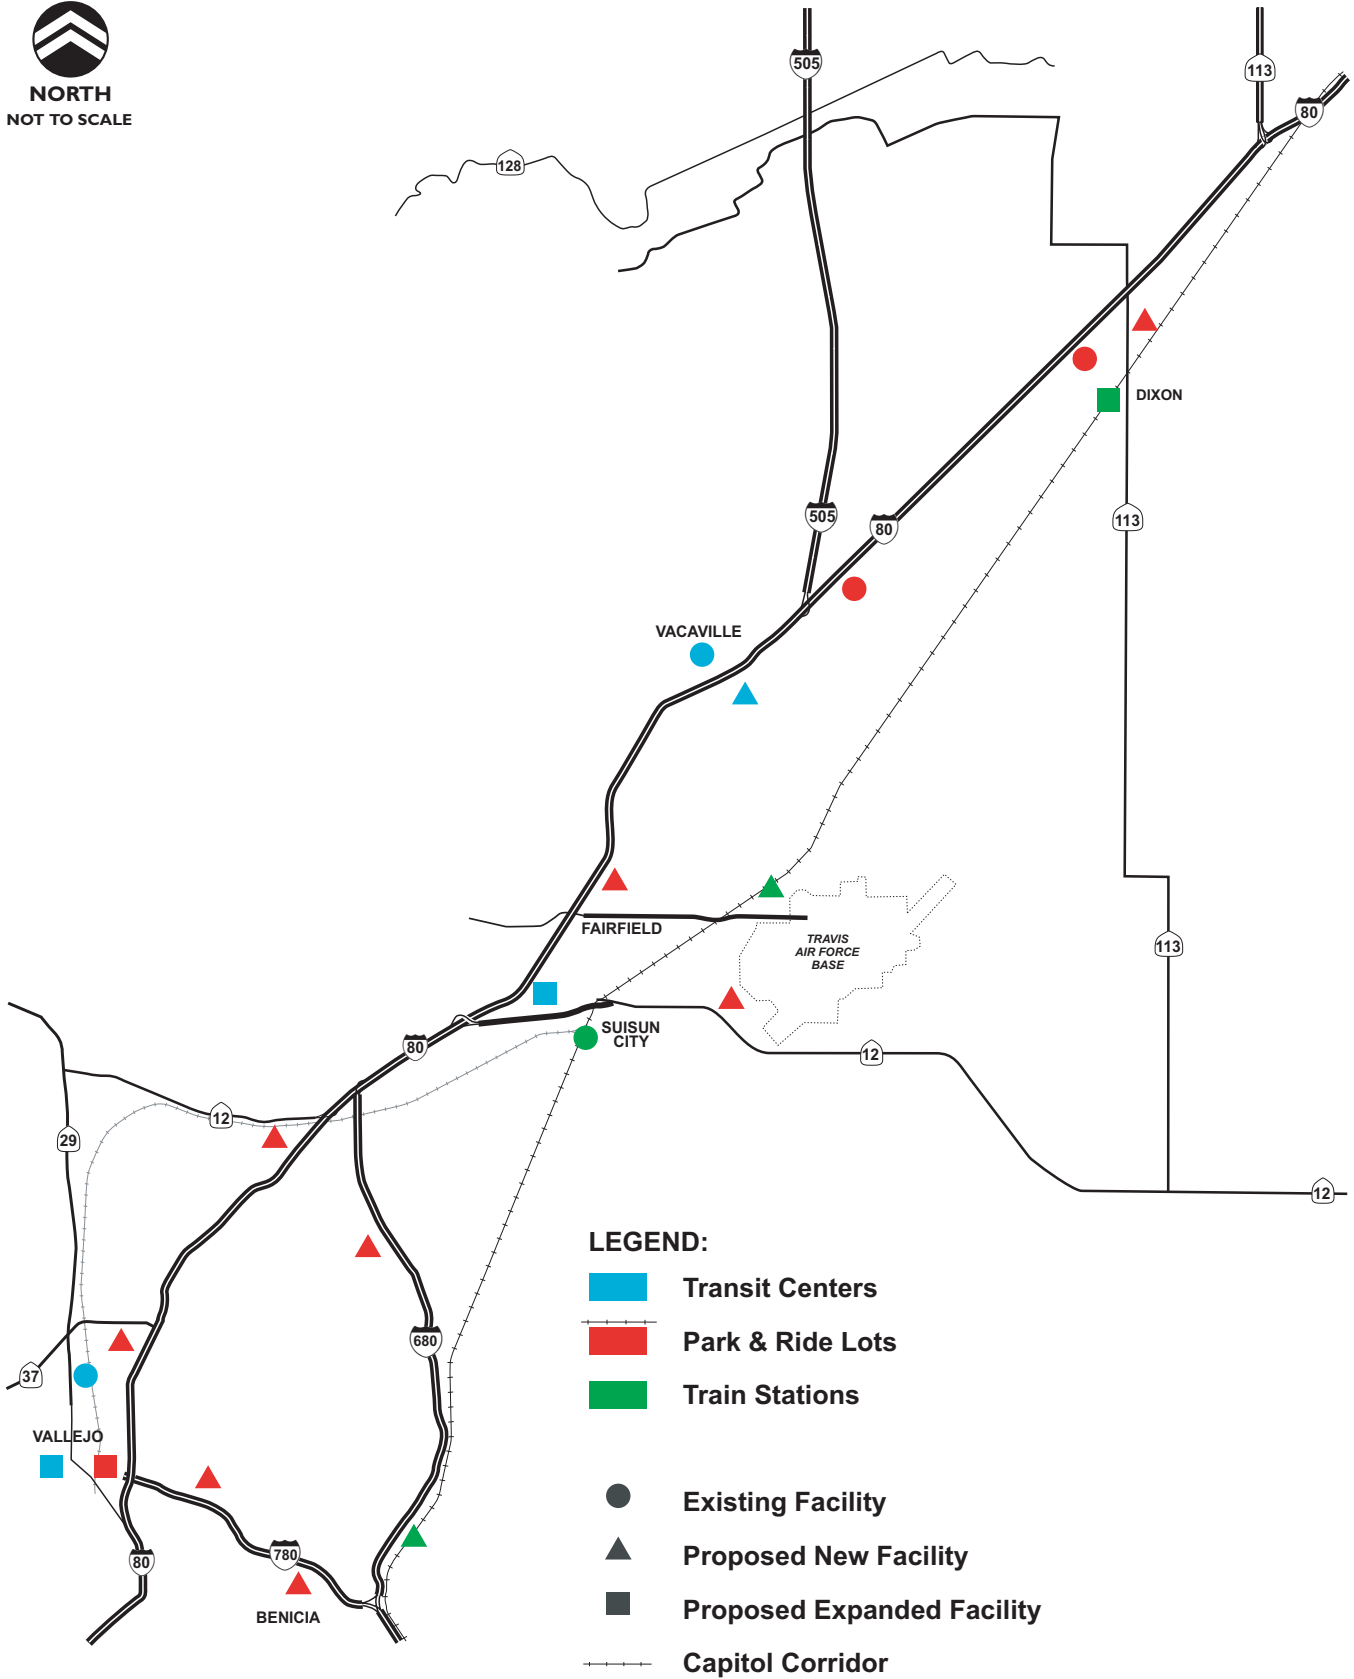 NORTH
NOT TO SCALE
505
113
80
128
DIXON
113
505
80
VACAVILLE
FAIRFIELD
TRAVIS
AIR FORCE
BASE
113
SUISUN
CITY
80
12
12
29
12
LEGEND:
Transit Centers
Park & Ride Lots
Train Stations
680
37
VALLEJO
Existing Facility
Proposed New Facility
Proposed Expanded Facility
Capitol Corridor
780
80
BENICIA